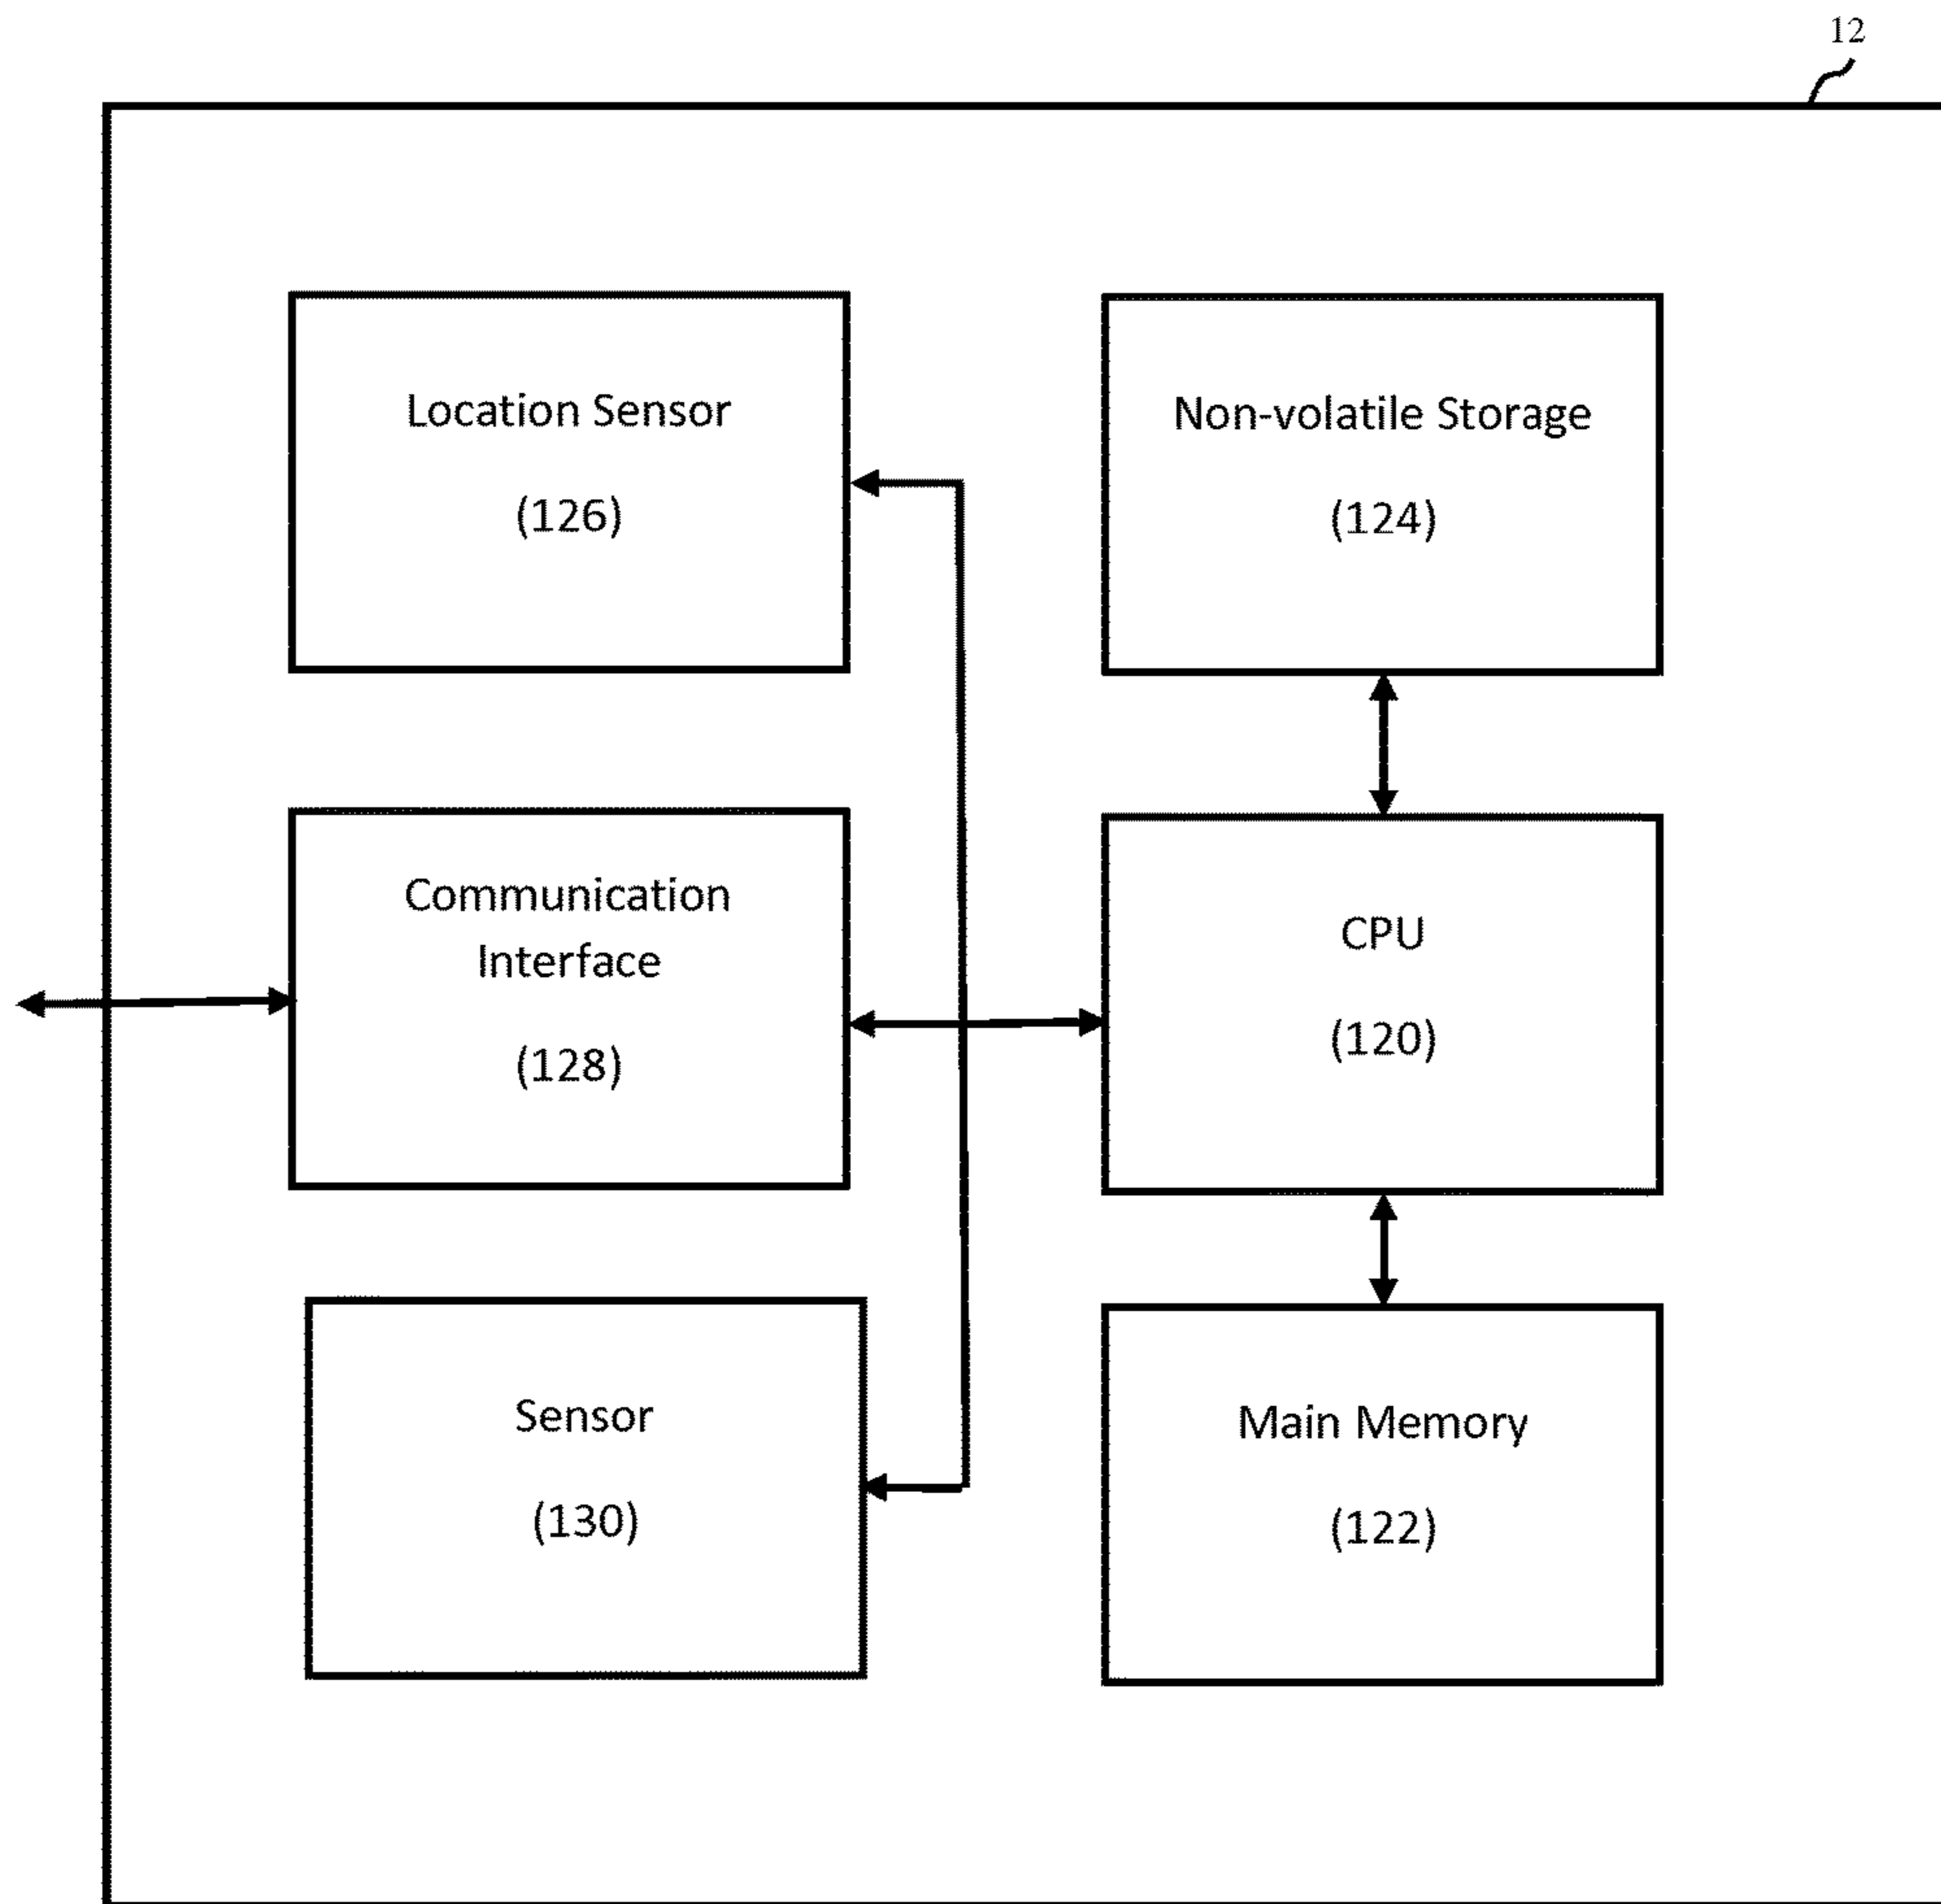 12
Location Sensor
(126)
Non-volatile Storage
(124)
Communication
Interface
(128)
CPU
(120)
Sensor
(130)
Main Memory
(122)